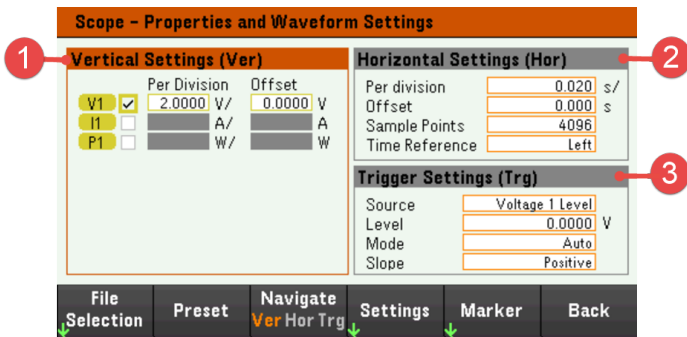 Scope - Properties and Waveform Settings
1
Vertical Settings (Ver)
Per Division Offset
V1 2.0000 V/ 0.0000 V
I1 A/ A
P1 W/ W
2
Horizontal Settings (Hor)
Per division 0.020 s/
Offset 0.000 s
Sample Points 4096
Time Reference Left
3
Trigger Settings (Trg)
Source Voltage 1 Level
Level 0.0000 V
Mode Auto
Slope Positive
File
Selection
Preset
Navigate
Ver Hor Trg
Settings
Marker
Back